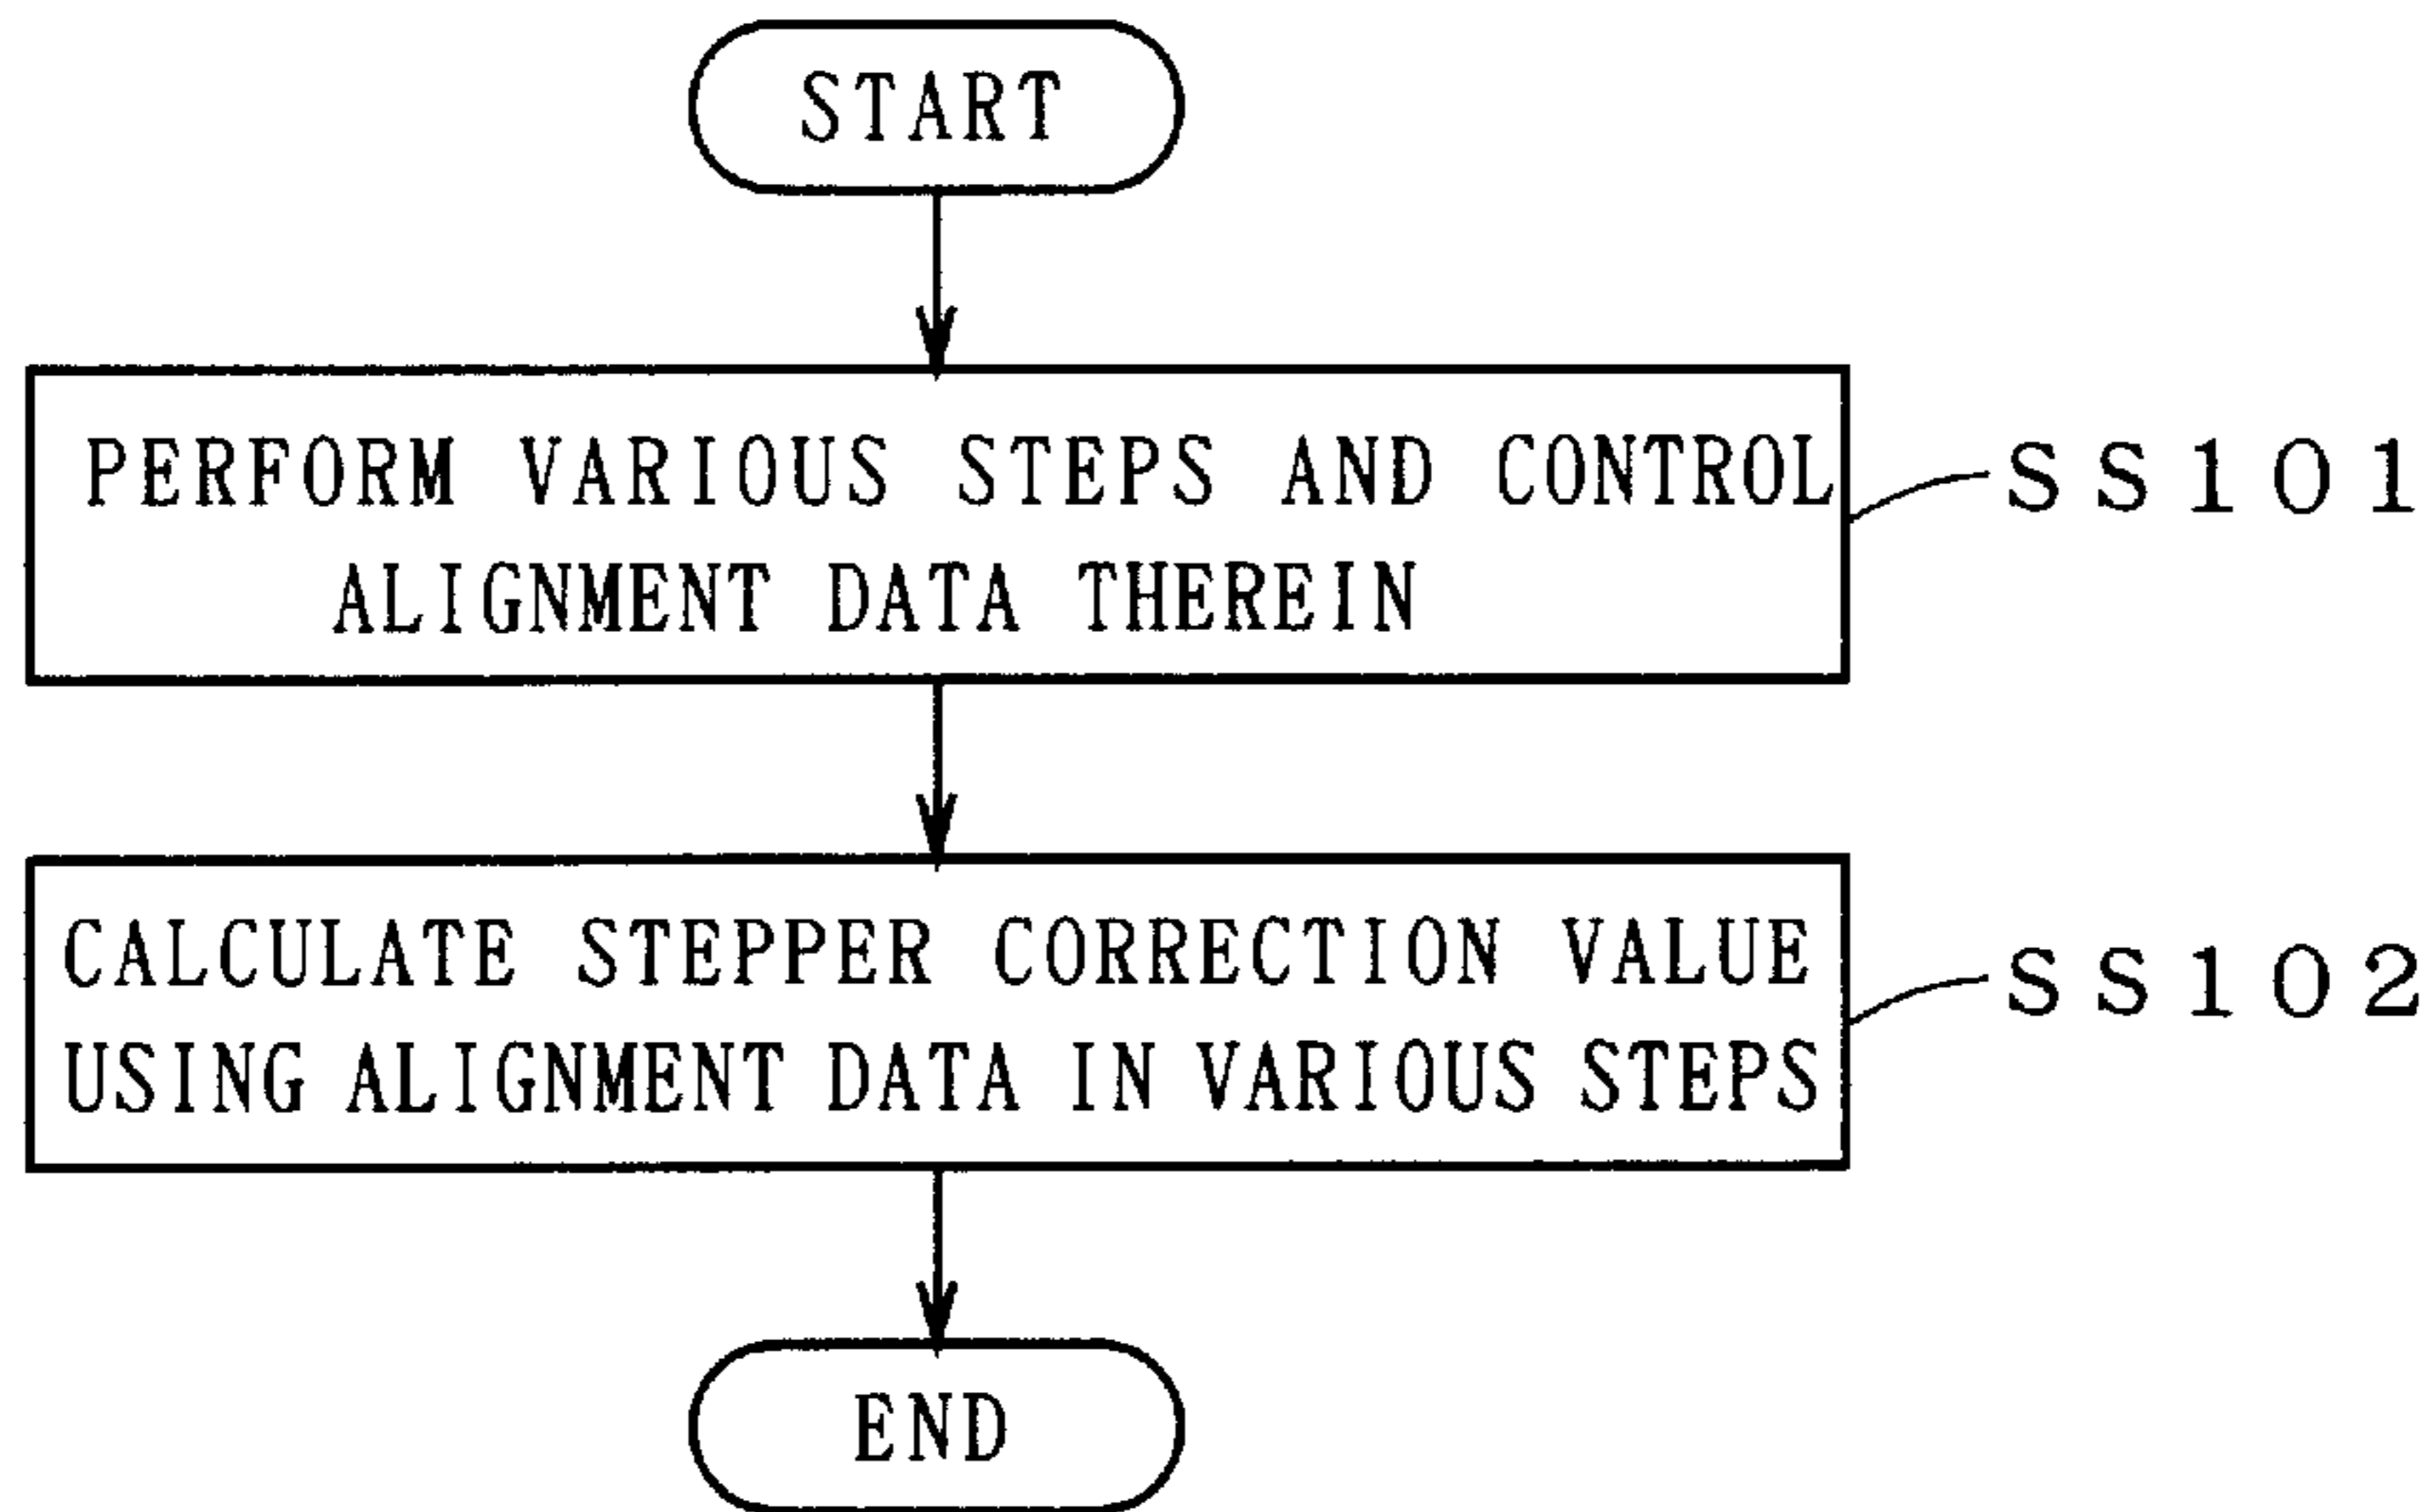 START
PERFORM VARIOUS STEPS AND CONTROL
ALIGNMENT DATA THEREIN
SS101
CALCULATE STEPPER CORRECTION VALUE
USING ALIGNMENT DATA IN VARIOUS STEPS
SS102
END